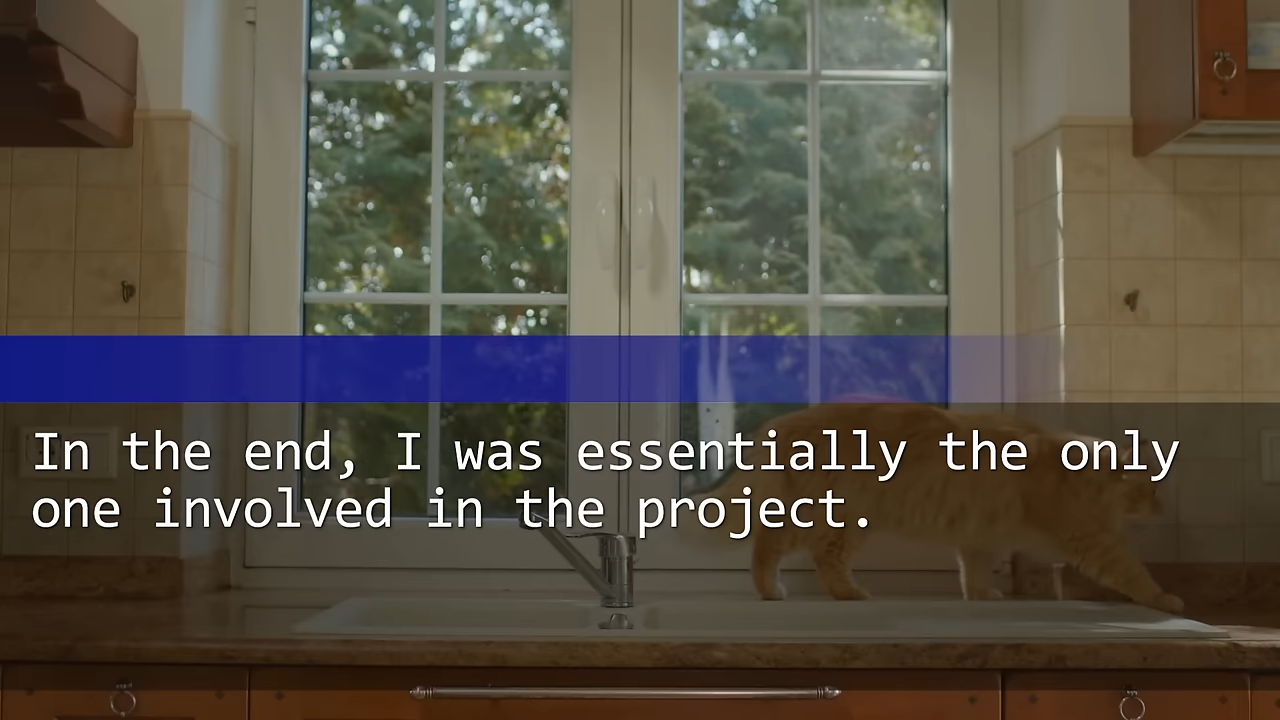 In the end, I was essentially the only
one involved in the project.